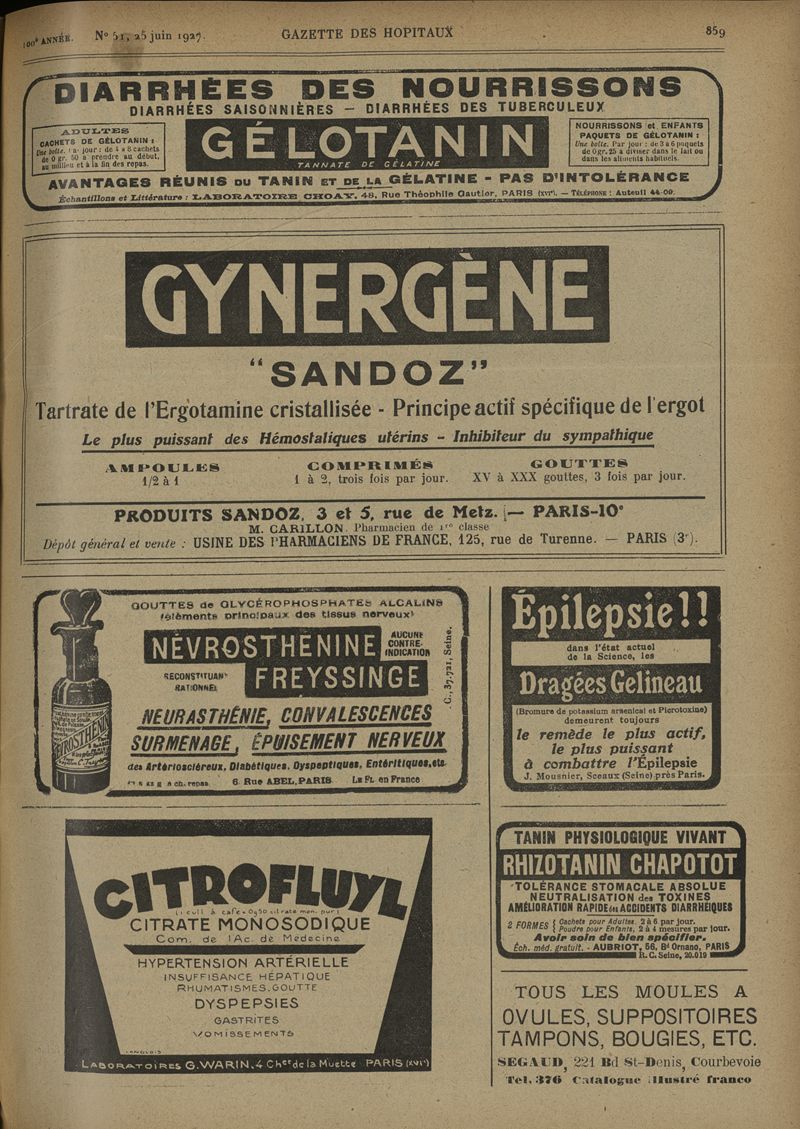 100e ANNÉE. N° 51, 25 juin 1927. GAZETTE DES HOPITAUX 859
DIARRHÉES DES NOURRISSONS
DIARRHÉES SAISONNIÈRES — DIARRHÉES DES TUBERCULEUX
ADULTES
CACHETS DE GÉLOTANIN :
Une boîte. Par jour : de 4 à 8 cachets
de 0 gr. 50 à prendre au début,
au milieu et à la fin des repas.
GÉLOTANIN
TANNATE DE GÉLATINE
NOURRISSONS et ENFANTS
PAQUETS DE GÉLOTANIN :
Une boîte. Par jour : de 3 à 6 paquets
de 0 gr. 25 à diviser dans le lait ou
dans les aliments habituels.
AVANTAGES RÉUNIS DU TANIN ET DE LA GÉLATINE - PAS D'INTOLÉRANCE
Échantillons et Littérature : LABORATOIRE CHOAY, 48, Rue Théophile Gautier, PARIS (XVIe). — TÉLÉPHONE : Auteuil 44-09.
GYNERGÈNE
"SANDOZ"
Tartrate de l'Ergotamine cristallisée - Principe actif spécifique de l'ergot
Le plus puissant des Hémostatiques utérins - Inhibiteur du sympathique
AMPOULES COMPRIMÉS GOUTTES
1/2 à 1 1 à 2, trois fois par jour. XV à XXX gouttes, 3 fois par jour.
PRODUITS SANDOZ, 3 et 5, rue de Metz. — PARIS-10e
M. CARILLON, Pharmacien de 1re classe
Dépôt général et vente : USINE DES PHARMACIENS DE FRANCE, 125, rue de Turenne. — PARIS (3e).
GOUTTES de GLYCÉROPHOSPHATES ALCALINS
(éléments principaux des tissus nerveux)
NÉVROSTHÉNINE
AUCUNE
CONTRE-
INDICATION
RECONSTITUANT
RATIONNEL
FREYSSINGE
NEURASTHÉNIE, CONVALESCENCES
SURMENAGE, ÉPUISEMENT NERVEUX
des Artérioscléreux, Diabétiques, Dyspeptiques, Entéritiques, etc.
à ch. repas. 6 Rue ABEL, PARIS. Le Fl. en France
Épilepsie!!
dans l'état actuel
de la Science, les
Dragées Gelineau
(Bromure de potassium arsenical et Picrotoxine)
demeurent toujours
le remède le plus actif,
le plus puissant
à combattre l'Épilepsie
J. Mousnier, Sceaux (Seine) près Paris.
CITROFLUYL
(1 cuil. à café = 0g50 citrate mon. pur)
CITRATE MONOSODIQUE
Com. de l'Ac. de Médecine
HYPERTENSION ARTÉRIELLE
INSUFFISANCE HÉPATIQUE
RHUMATISMES. GOUTTE
DYSPEPSIES
GASTRITES
VOMISSEMENTS
LANGLOIS
LABORATOIRES G. WARIN, 4 Chée de la Muette PARIS (XVIe)
TANIN PHYSIOLOGIQUE VIVANT
RHIZOTANIN CHAPOTOT
TOLÉRANCE STOMACALE ABSOLUE
NEUTRALISATION des TOXINES
AMÉLIORATION RAPIDE des ACCIDENTS DIARRHÉIQUES
2 FORMES { Cachets pour Adultes. 2 à 6 par jour.
Poudre pour Enfants, 2 à 4 mesures par jour.
Avoir soin de bien spécifier.
Éch. méd. gratuit. - AUBRIOT, 56, Bd Ornano, PARIS
R. C. Seine, 20.019
TOUS LES MOULES A
OVULES, SUPPOSITOIRES
TAMPONS, BOUGIES, ETC.
SEGAUD, 221 Bd St-Denis, Courbevoie
Tel. 376 Catalogue illustré franco